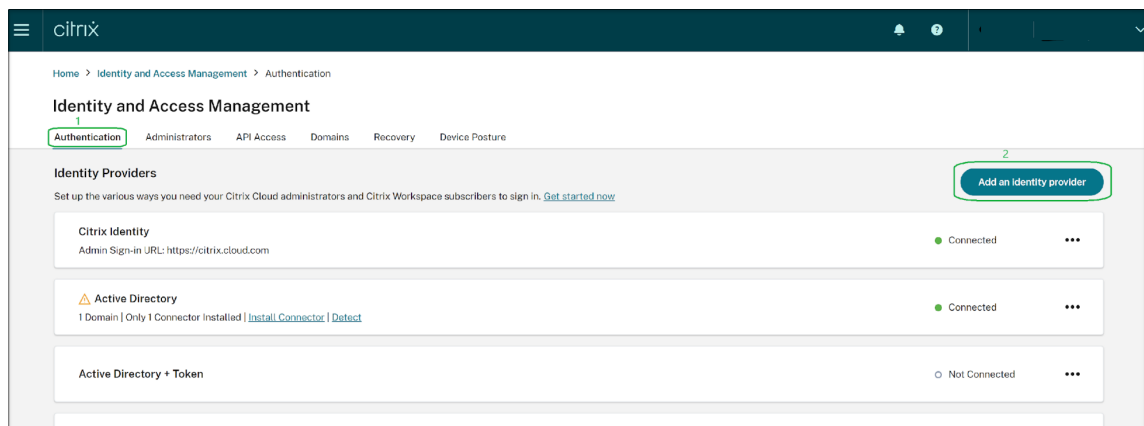 citrix
Home > Identity and Access Management > Authentication
Identity and Access Management
1
Authentication Administrators API Access Domains Recovery Device Posture
2
Identity Providers
Add an identity provider
Set up the various ways you need your Citrix Cloud administrators and Citrix Workspace subscribers to sign in. Get started now
Citrix Identity
Connected
Admin Sign-in URL: https://citrix.cloud.com
Active Directory
Connected
1 Domain | Only 1 Connector Installed | Install Connector | Detect
Active Directory + Token
Not Connected